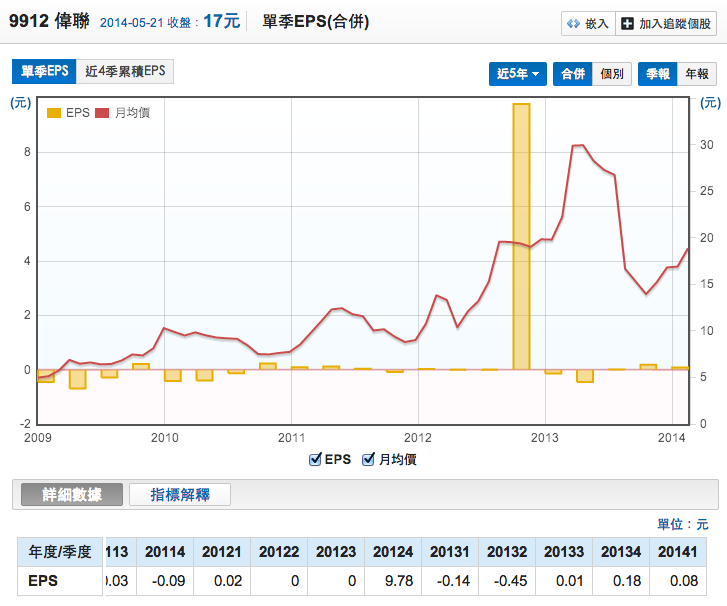 9912 偉聯 2014-05-21 收盤：17元 單季EPS(合併) 嵌入 加入追蹤個股
單季EPS 近4季累積EPS 近5年 合併 個別 季報 年報
(元) (元)
EPS 月均價
8
6
4
2
0
-2
30
25
20
15
10
5
0
2009 2010 2011 2012 2013 2014
EPS 月均價
詳細數據 指標解釋
單位：元
年度/季度 113 20114 20121 20122 20123 20124 20131 20132 20133 20134 20141
EPS 0.03 -0.09 0.02 0 0 9.78 -0.14 -0.45 0.01 0.18 0.08